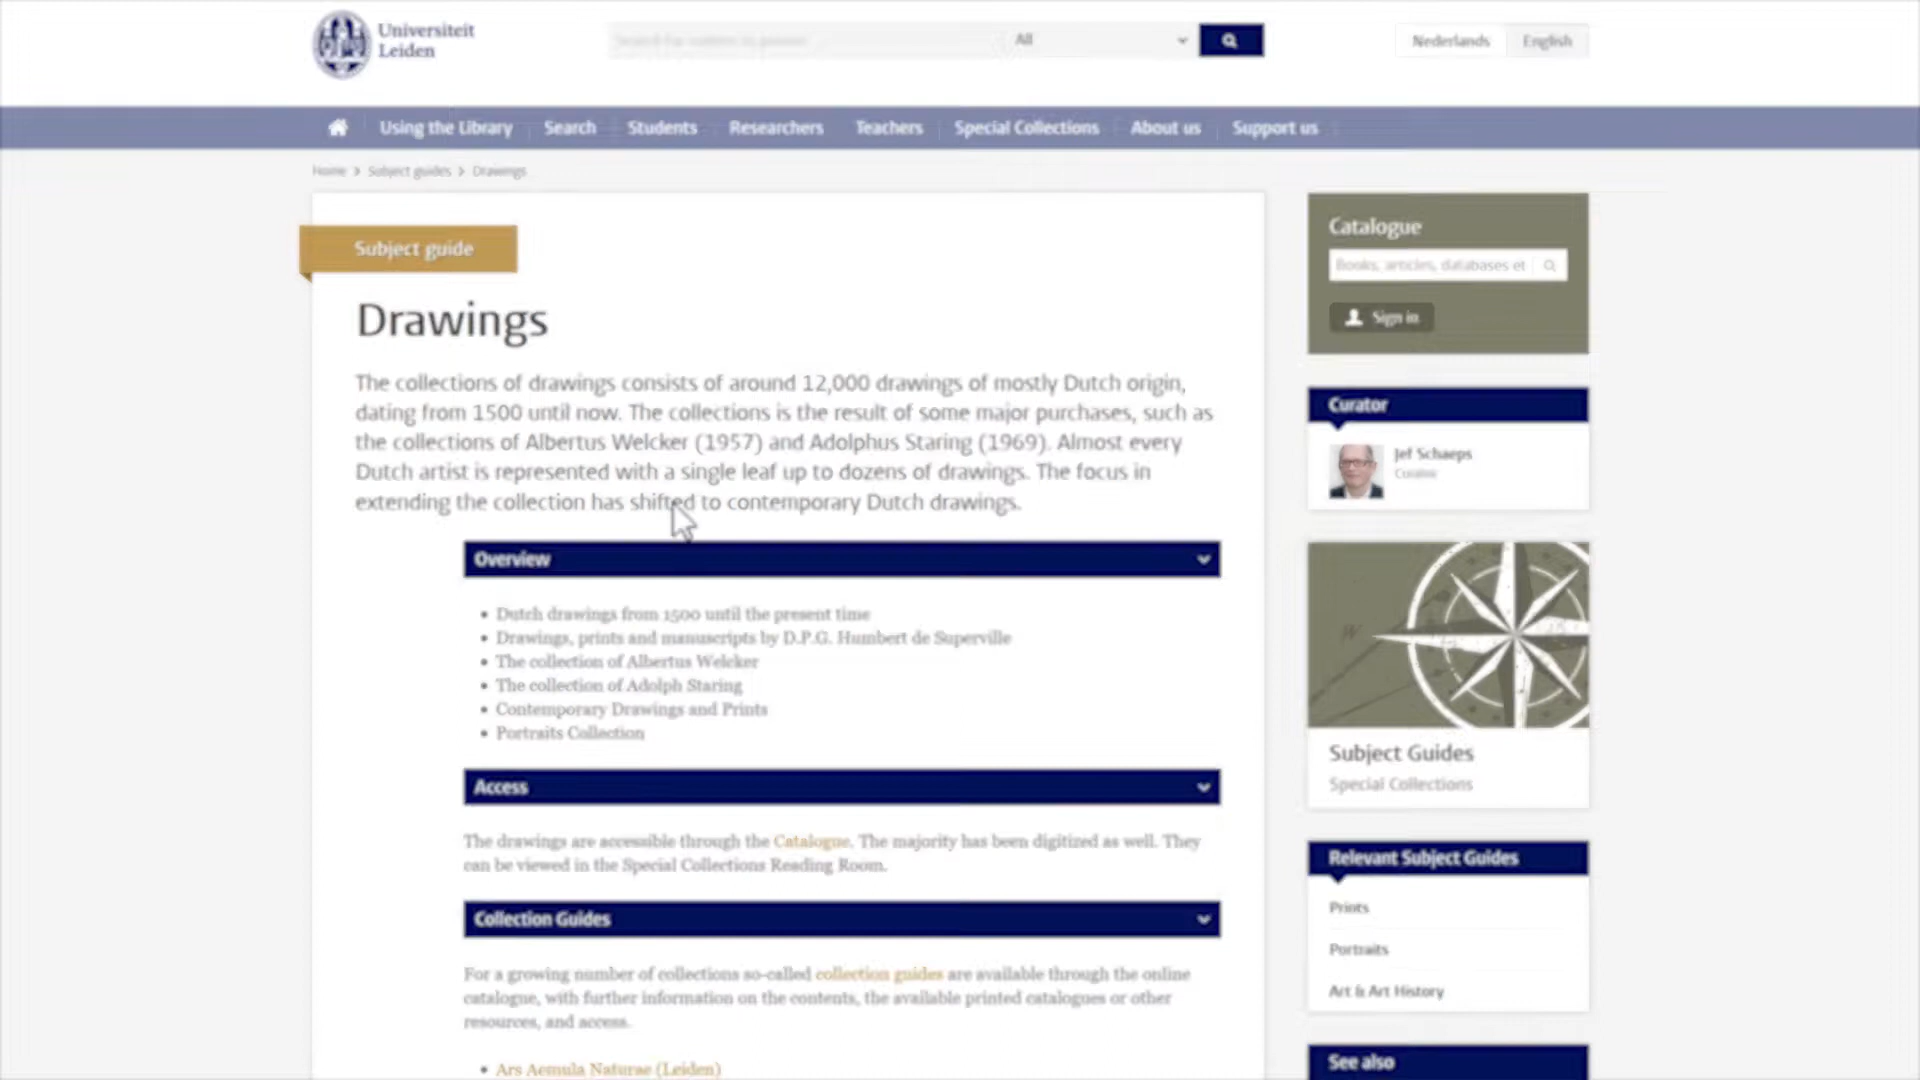 Universiteit
Leiden
All
Nederlands
English
Using the Library
Search
Students
Researchers
Teachers
Special Collections
About us
Support us
Home > Subject guides > Drawings
Subject guide
Drawings
The collections of drawings consists of around 12,000 drawings of mostly Dutch origin,
dating from 1500 until now. The collections is the result of some major purchases, such as
the collections of Albertus Welcker (1957) and Adolphus Staring (1969). Almost every
Dutch artist is represented with a single leaf up to dozens of drawings. The focus in
extending the collection has shifted to contemporary Dutch drawings.
Overview
• Dutch drawings from 1500 until the present time
• Drawings, prints and manuscripts by D.P.G. Humbert de Superville
• The collection of Albertus Welcker
• The collection of Adolph Staring
• Contemporary Drawings and Prints
• Portraits Collection
Access
The drawings are accessible through the Catalogue. The majority has been digitized as well. They
can be viewed in the Special Collections Reading Room.
Collection Guides
For a growing number of collections so-called collection guides are available through the online
catalogue, with further information on the contents, the available printed catalogues or other
resources, and access.
• Ars Aemula Naturae (Leiden)
Catalogue
Books, articles, databases et
Sign in
Curator
Jef Schaeps
Curator
Subject Guides
Special Collections
Relevant Subject Guides
Prints
Portraits
Art & Art History
See also